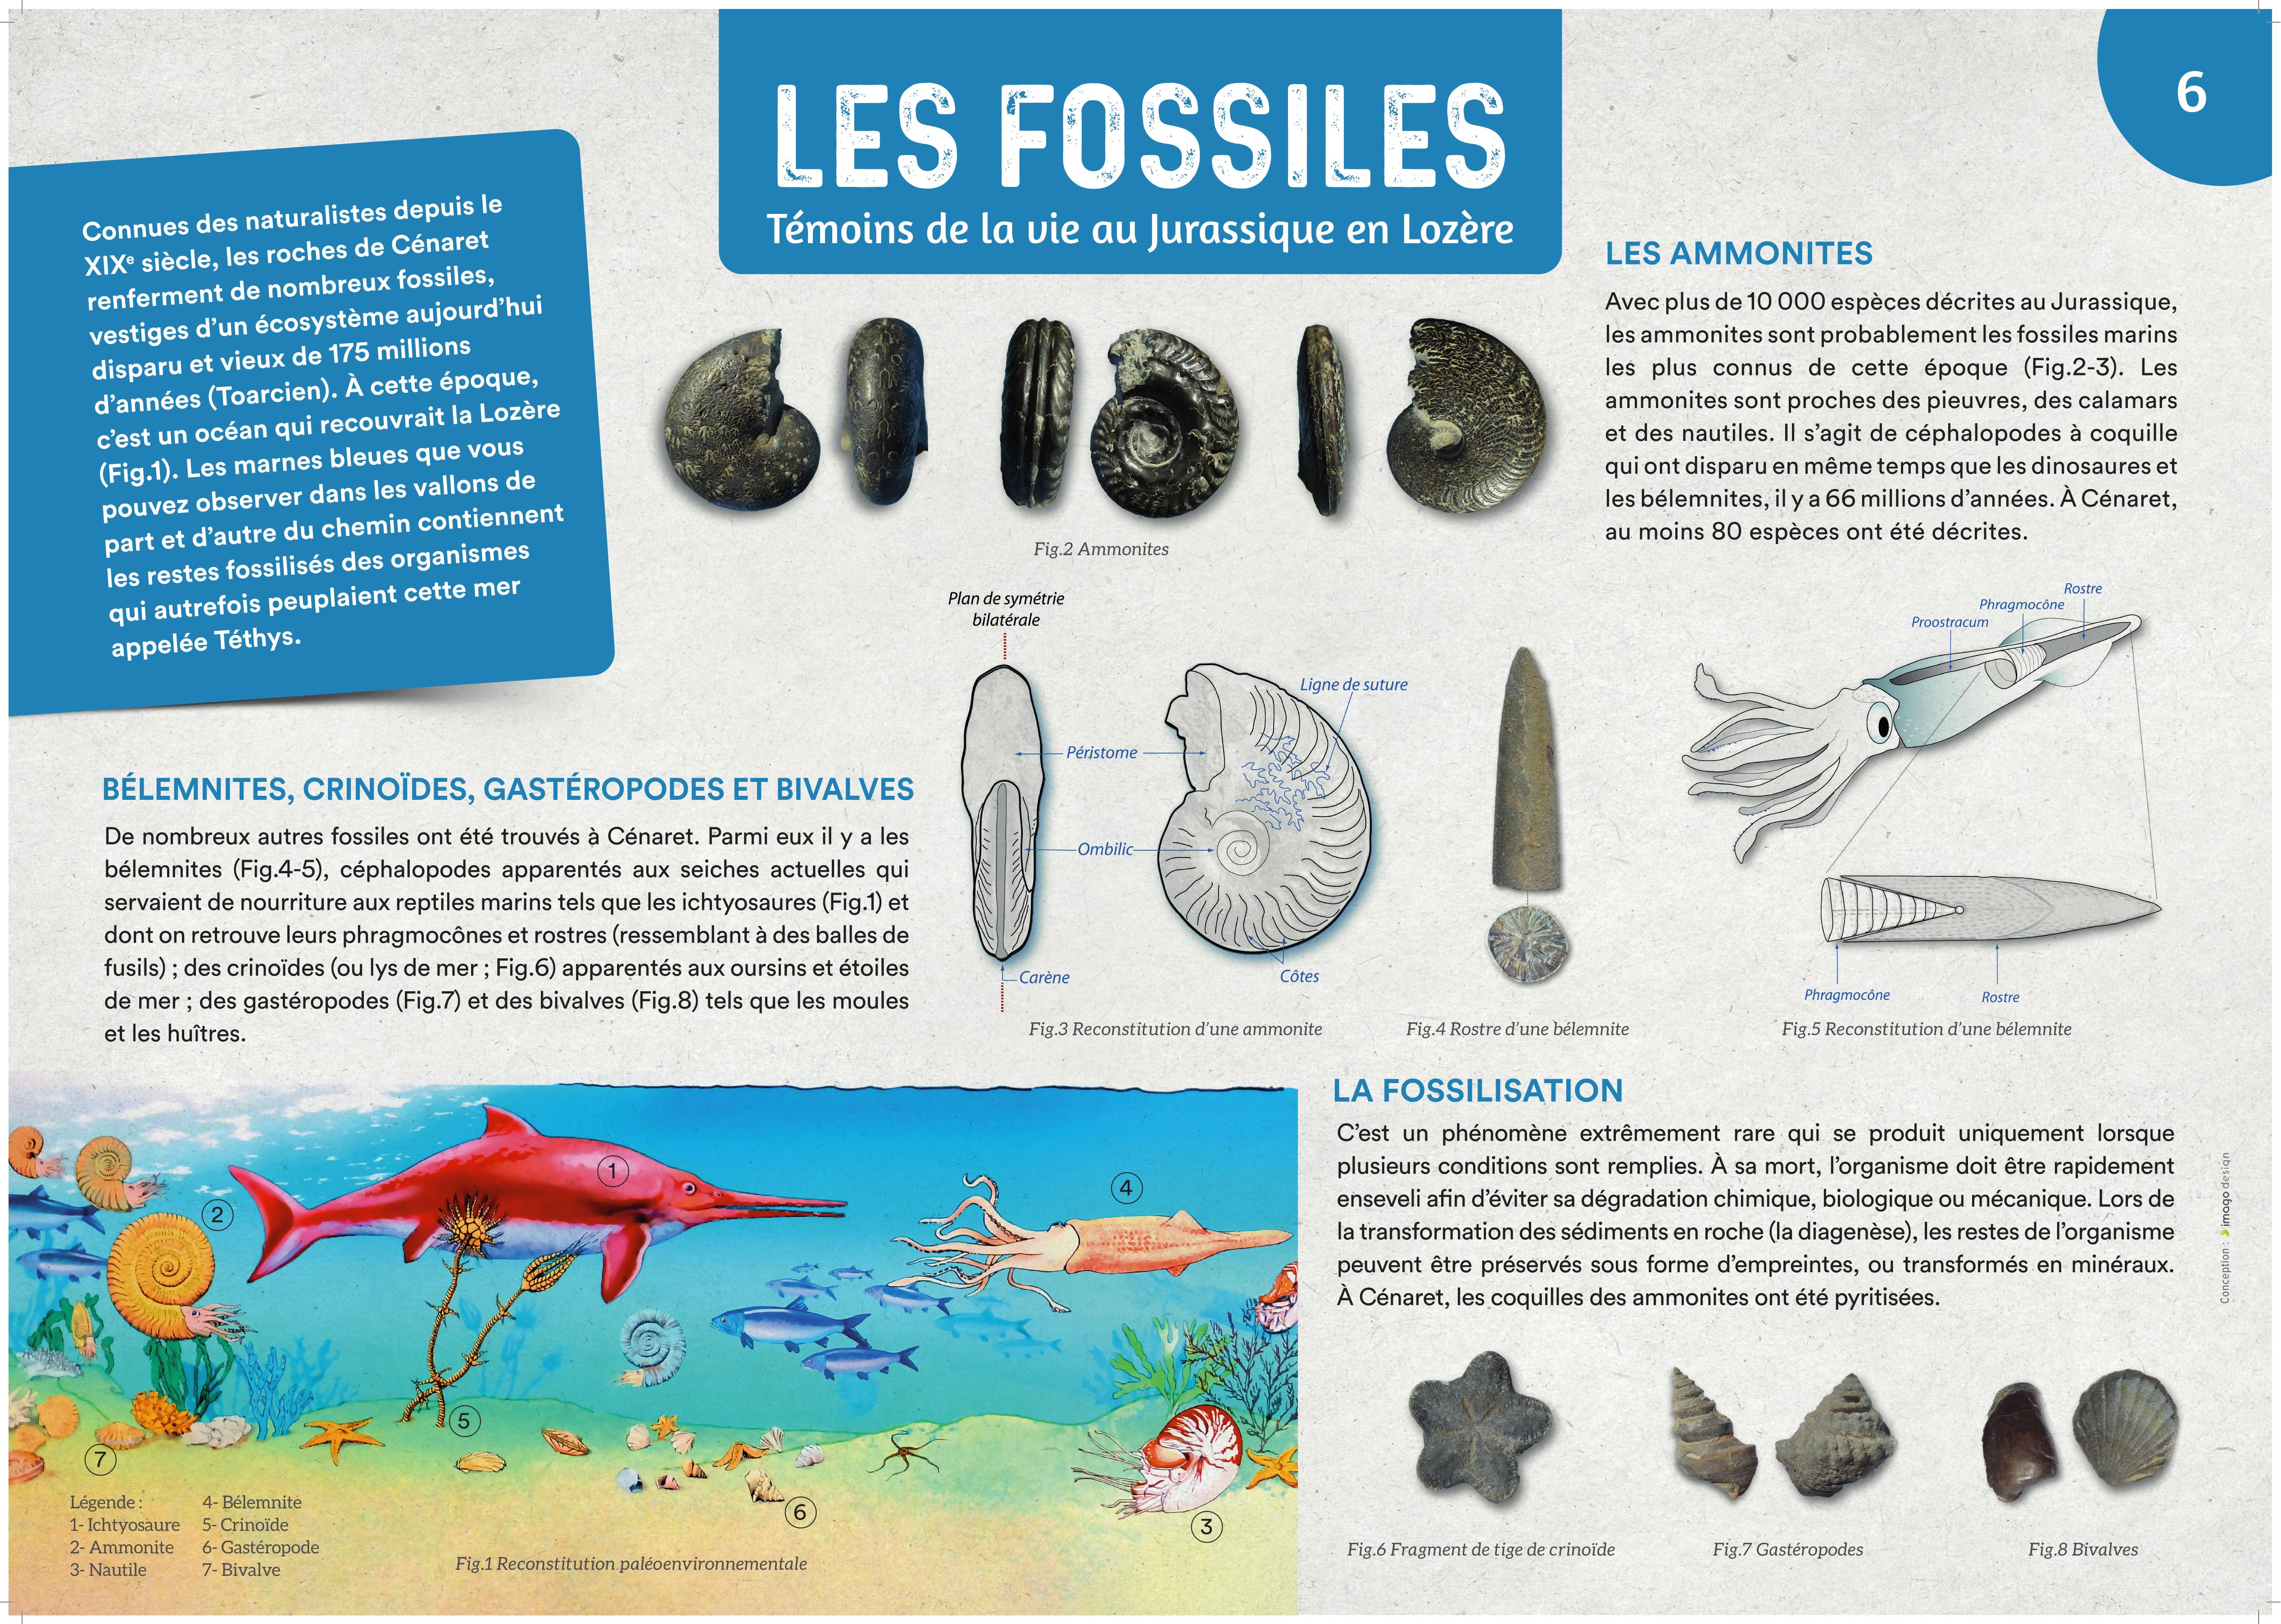 6
LES FOSSILES
Témoins de la vie au Jurassique en Lozère
Connues des naturalistes depuis le
XIXe siècle, les roches de Cénaret
renferment de nombreux fossiles,
vestiges d'un écosystème aujourd'hui
disparu et vieux de 175 millions
d'années (Toarcien). À cette époque,
c'est un océan qui recouvrait la Lozère
(Fig.1). Les marnes bleues que vous
pouvez observer dans les vallons de
part et d'autre du chemin contiennent
les restes fossilisés des organismes
qui autrefois peuplaient cette mer
appelée Téthys.
Fig.2 Ammonites
LES AMMONITES
Avec plus de 10 000 espèces décrites au Jurassique,
les ammonites sont probablement les fossiles marins
les plus connus de cette époque (Fig.2-3). Les
ammonites sont proches des pieuvres, des calamars
et des nautiles. Il s'agit de céphalopodes à coquille
qui ont disparu en même temps que les dinosaures et
les bélemnites, il y a 66 millions d'années. À Cénaret,
au moins 80 espèces ont été décrites.
BÉLEMNITES, CRINOÏDES, GASTÉROPODES ET BIVALVES
De nombreux autres fossiles ont été trouvés à Cénaret. Parmi eux il y a les
bélemnites (Fig.4-5), céphalopodes apparentés aux seiches actuelles qui
servaient de nourriture aux reptiles marins tels que les ichtyosaures (Fig.1) et
dont on retrouve leurs phragmocônes et rostres (ressemblant à des balles de
fusils) ; des crinoïdes (ou lys de mer ; Fig.6) apparentés aux oursins et étoiles
de mer ; des gastéropodes (Fig.7) et des bivalves (Fig.8) tels que les moules
et les huîtres.
Plan de symétrie
bilatérale
Ligne de suture
Péristome
Ombilic
Carène
Côtes
Fig.3 Reconstitution d'une ammonite
Fig.4 Rostre d'une bélemnite
Rostre
Phragmocône
Proostracum
Phragmocône
Rostre
Fig.5 Reconstitution d'une bélemnite
LA FOSSILISATION
C'est un phénomène extrêmement rare qui se produit uniquement lorsque
plusieurs conditions sont remplies. À sa mort, l'organisme doit être rapidement
enseveli afin d'éviter sa dégradation chimique, biologique ou mécanique. Lors de
la transformation des sédiments en roche (la diagenèse), les restes de l'organisme
peuvent être préservés sous forme d'empreintes, ou transformés en minéraux.
À Cénaret, les coquilles des ammonites ont été pyritisées.
1
2
4
5
7
6
3
Légende :
1- Ichtyosaure
2- Ammonite
3- Nautile
4- Bélemnite
5- Crinoïde
6- Gastéropode
7- Bivalve
Fig.1 Reconstitution paléoenvironnementale
Fig.6 Fragment de tige de crinoïde
Fig.7 Gastéropodes
Fig.8 Bivalves
Conception : imago design